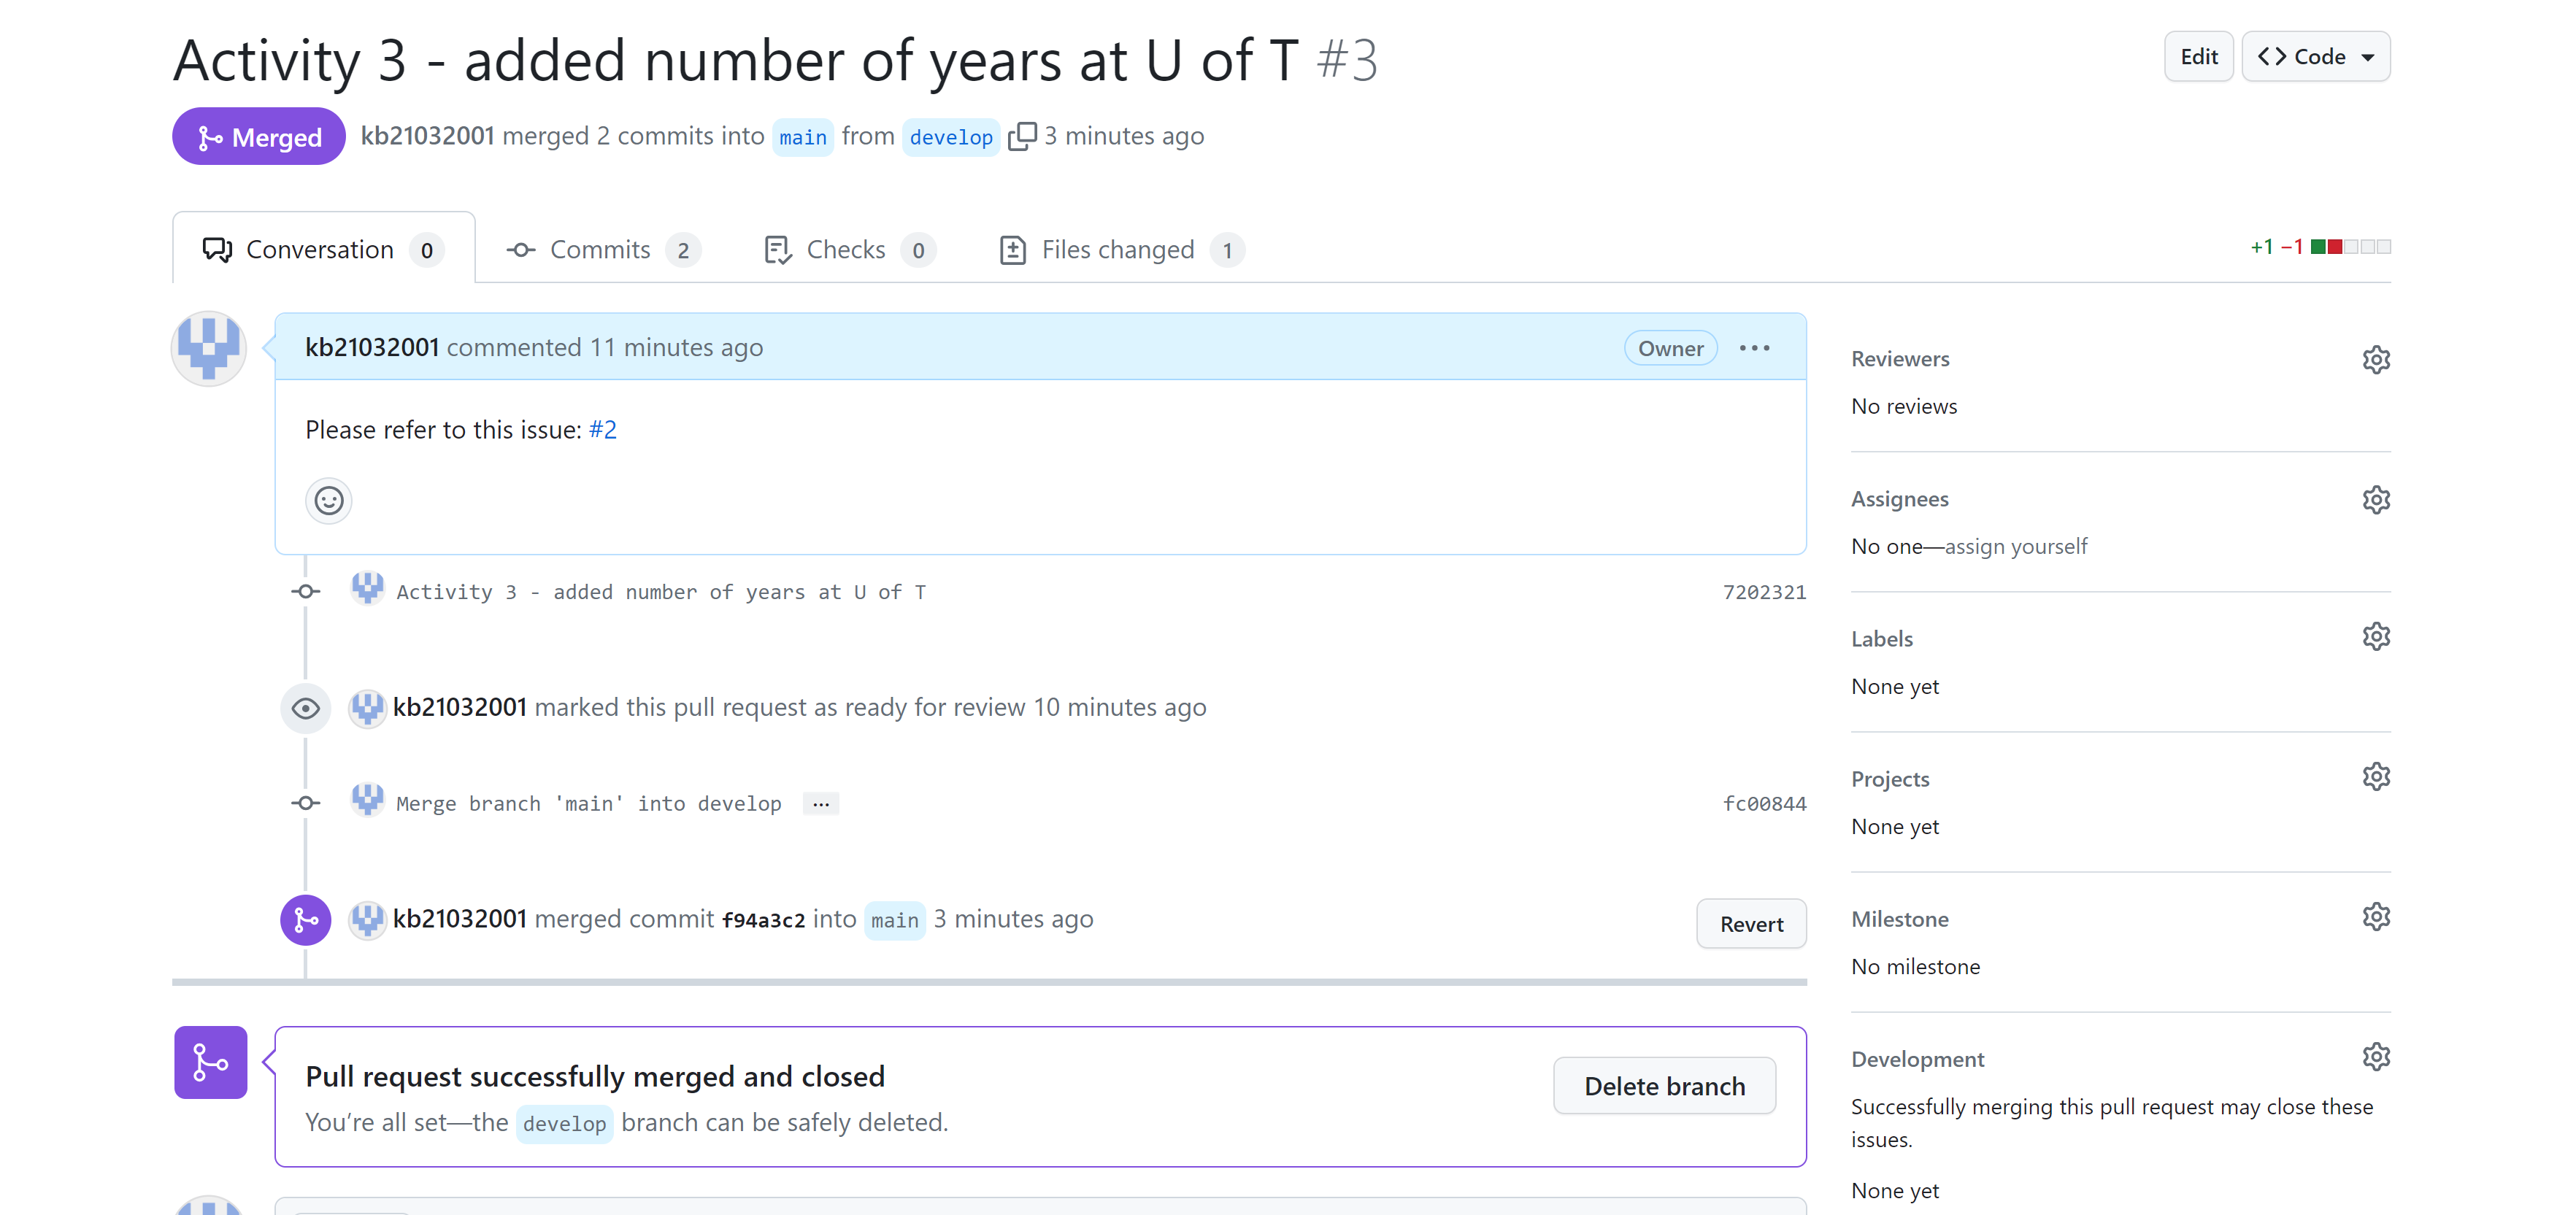 Activity 3 - added number of years at U of T #3
Edit
Code
Merged
kb21032001 merged 2 commits into main from develop 3 minutes ago
Conversation 0
Commits 2
Checks 0
Files changed 1
+1 −1
kb21032001 commented 11 minutes ago
Owner
Please refer to this issue: #2
Activity 3 - added number of years at U of T
7202321
kb21032001 marked this pull request as ready for review 10 minutes ago
Merge branch 'main' into develop ...
fc00844
kb21032001 merged commit f94a3c2 into main 3 minutes ago
Revert
Pull request successfully merged and closed
You’re all set—the develop branch can be safely deleted.
Delete branch
Reviewers
No reviews
Assignees
No one—assign yourself
Labels
None yet
Projects
None yet
Milestone
No milestone
Development
Successfully merging this pull request may close these
issues.
None yet